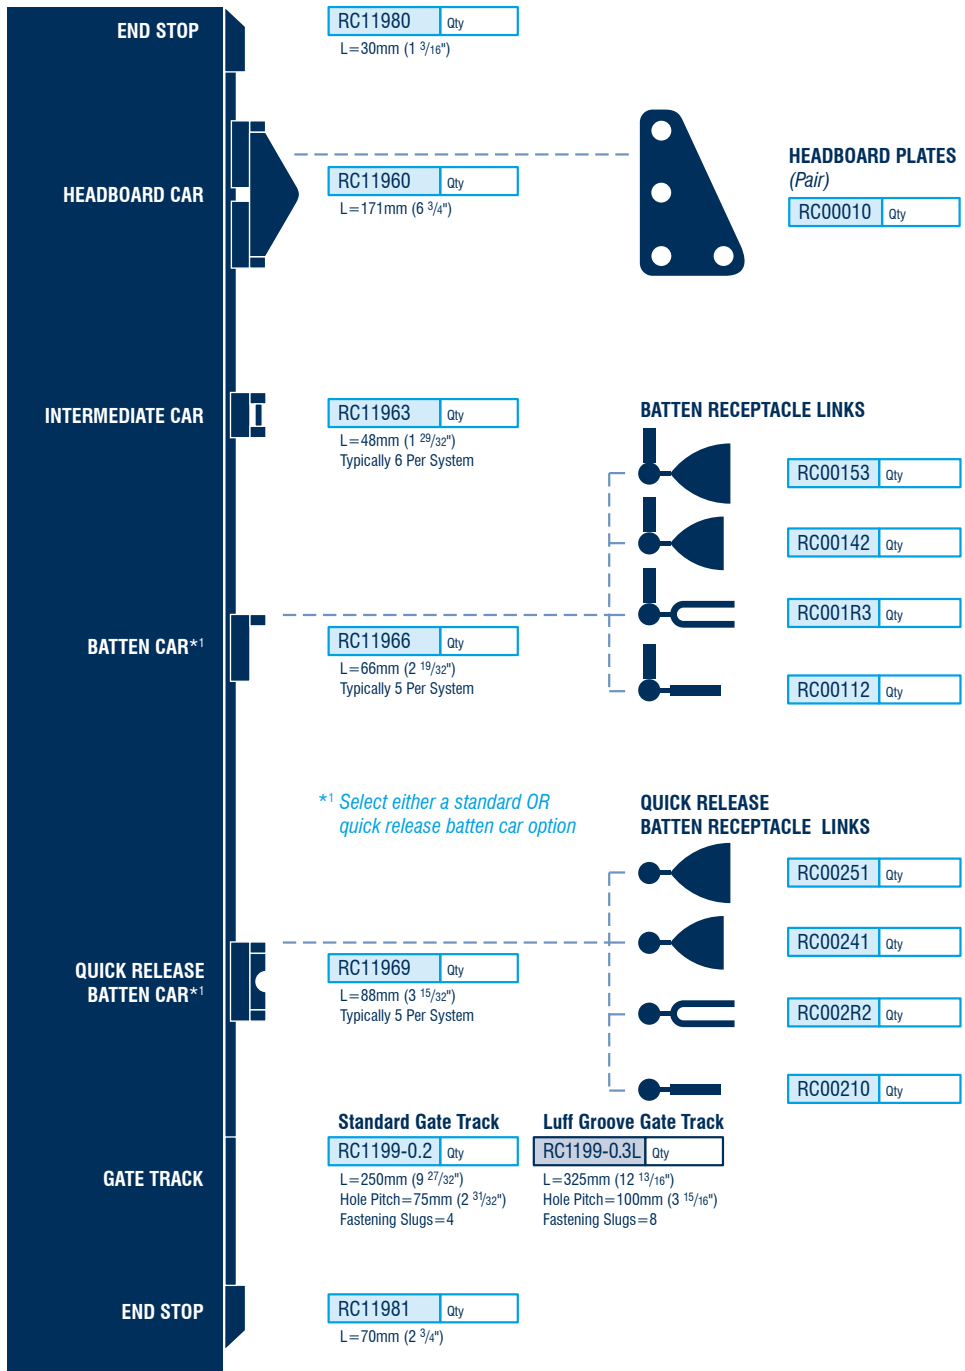 END STOP
RC11980 Qty
L=30mm (1 3/16")
HEADBOARD CAR
RC11960 Qty
L=171mm (6 3/4")
HEADBOARD PLATES
(Pair)
RC00010 Qty
INTERMEDIATE CAR
RC11963 Qty
L=48mm (1 29/32")
Typically 6 Per System
BATTEN RECEPTACLE LINKS
RC00153 Qty
RC00142 Qty
RC001R3 Qty
RC00112 Qty
BATTEN CAR*1
RC11966 Qty
L=66mm (2 19/32")
Typically 5 Per System
*1 Select either a standard OR
quick release batten car option
QUICK RELEASE
BATTEN RECEPTACLE LINKS
RC00251 Qty
RC00241 Qty
RC002R2 Qty
RC00210 Qty
QUICK RELEASE
BATTEN CAR*1
RC11969 Qty
L=88mm (3 15/32")
Typically 5 Per System
GATE TRACK
Standard Gate Track
RC1199-0.2 Qty
L=250mm (9 27/32")
Hole Pitch=75mm (2 31/32")
Fastening Slugs=4
Luff Groove Gate Track
RC1199-0.3L Qty
L=325mm (12 13/16")
Hole Pitch=100mm (3 15/16")
Fastening Slugs=8
END STOP
RC11981 Qty
L=70mm (2 3/4")